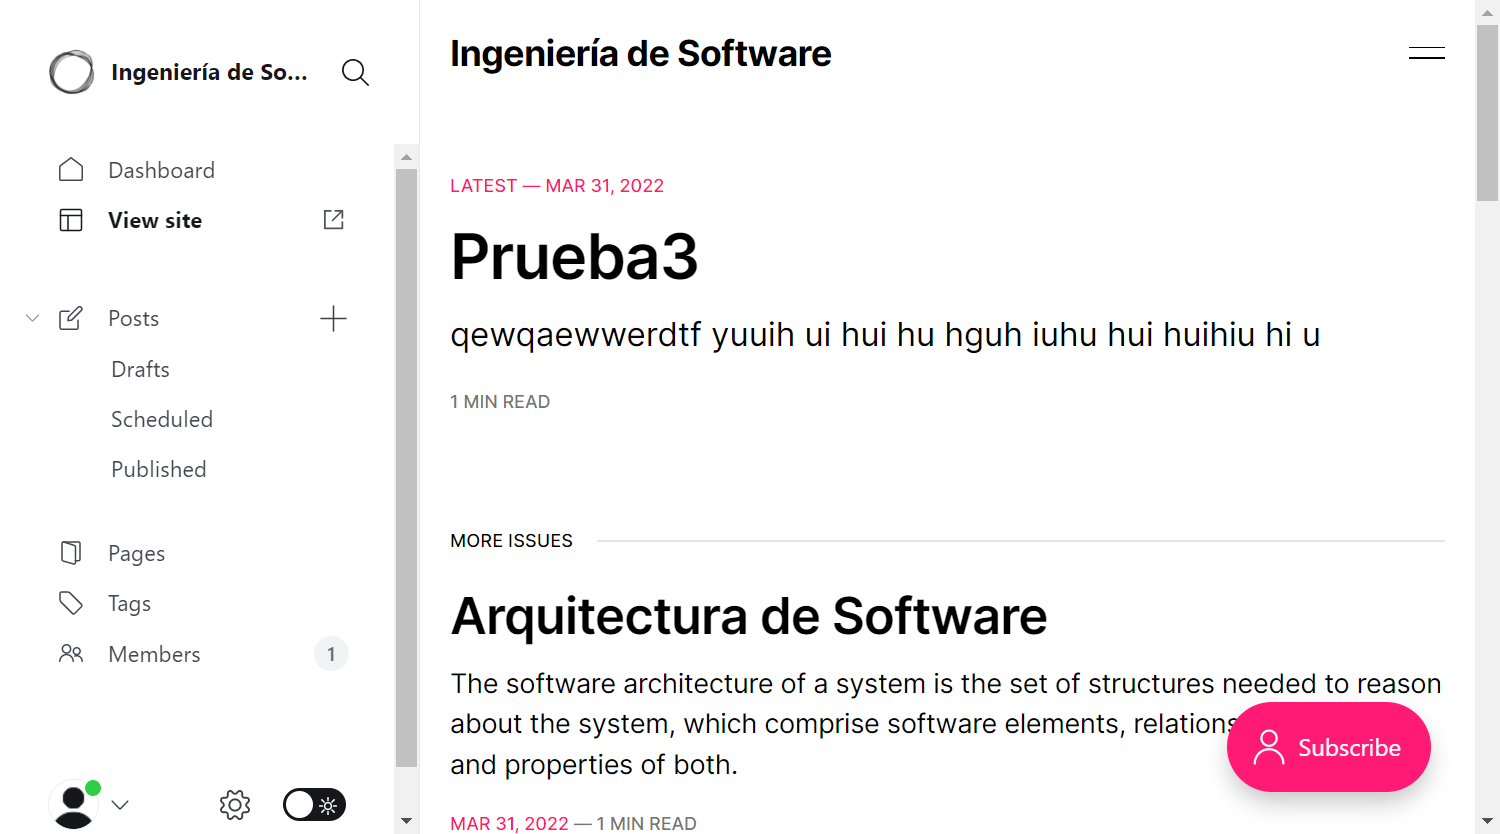 Ingeniería de So...
Dashboard
View site
Posts
Drafts
Scheduled
Published
Pages
Tags
Members 1
Ingeniería de Software
LATEST — MAR 31, 2022
Prueba3
qewqaewwerdtf yuuih ui hui hu hguh iuhu hui huihiu hi u
1 MIN READ
MORE ISSUES
Arquitectura de Software
The software architecture of a system is the set of structures needed to reason
about the system, which comprise software elements,
and properties of both.
MAR 31, 2022 — 1 MIN READ
Subscribe